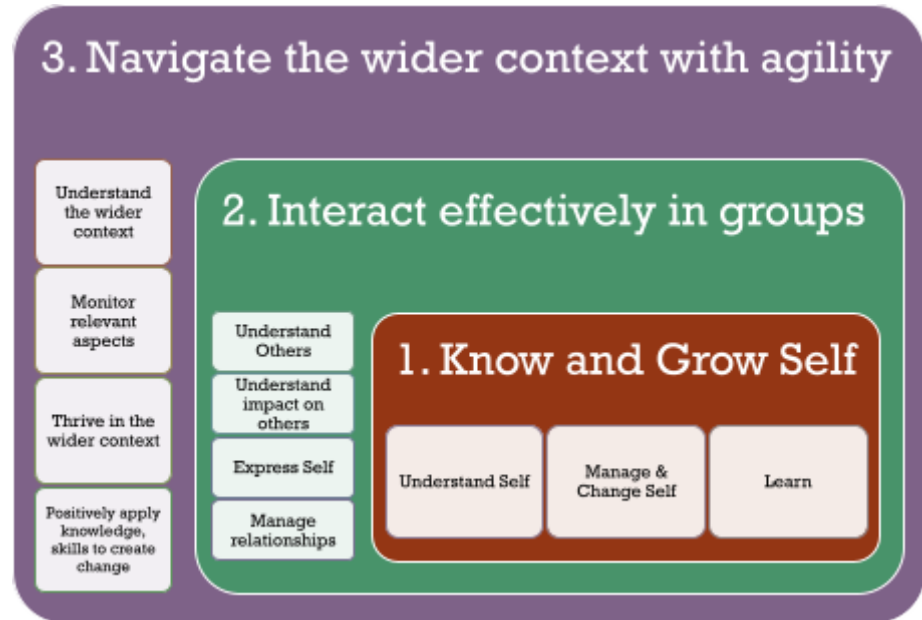 3. Navigate the wider context with agility
Understand
the wider
context
Monitor
relevant
aspects
Thrive in the
wider context
Positively apply
knowledge,
skills to create
change
2. Interact effectively in groups
Understand
Others
Understand
impact on
others
Express Self
Manage
relationships
1. Know and Grow Self
Understand Self
Manage &
Change Self
Learn